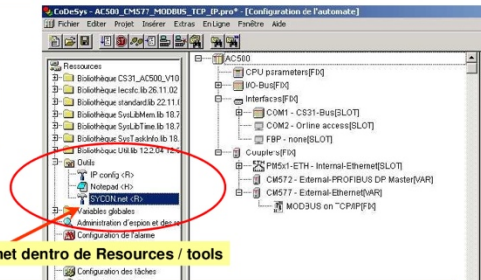 CoDeSys - AC500_CM577_MODBUS_TCP_IP.pro* - [Configuration de l'automate]
Fichier Editer Projet Insérer Extras En Ligne Fenêtre Aide
Ressources
Bibliothèque CS31_AC500_V10
Bibliothèque Iecsfc.lib 26.11.02
Bibliothèque standard.lib 22.11.0
Bibliothèque SysLibMem.lib 18.7
Bibliothèque SysLibTime.lib 18.7
Bibliothèque SysTaskInfo.lib 18.
Bibliothèque Util.lib 12.2.04
Outils
IP config <R>
Notepad <R>
SYCON.net <R>
Variables globales
Administration d'espion et des
Configuration de l'alarme
net dentro de Resources / tools
Configuration des tâches
AC500
CPU parameters[FIX]
I/O-Bus[FIX]
Interfaces[FIX]
COM1 - CS31-Bus[SLOT]
COM2 - Online access[SLOT]
FBP - none[SLOT]
Couplers[FIX]
PM5x1-ETH - Internal-Ethernet[SLOT]
CM572 - External-PROFIBUS DP Master[VAR]
CM577 - External-Ethernet[VAR]
MODBUS on TCP/IP[FIX]